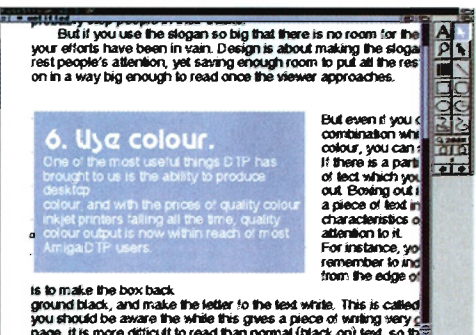 But if you use the slogan so big that there is no room for the
your efforts have been in vain. Design is about making the sloga
rest people's attention, yet saving enough room to put all the res
on in a way big enough to read once the viewer approaches.
6. Use colour.
One of the most useful things DTP has
brought to us is the ability to produce
desktop
colour, and with the prices of quality colour
inkjet printers falling all the time, quality
colour output is now within reach of most
Amiga DTP users.
But even if you
combination whi
colour, you can
If there is a part
of text which you
out. Boxing out
a piece of text in
characteristics o
attention to it.
For instance, yo
remember to
from the edge of
is to make the box back
ground black, and make the letter to the text white. This is called
you should be aware the while this gives a piece of writing very
page, it is more difficult to read than normal (black on) text, so